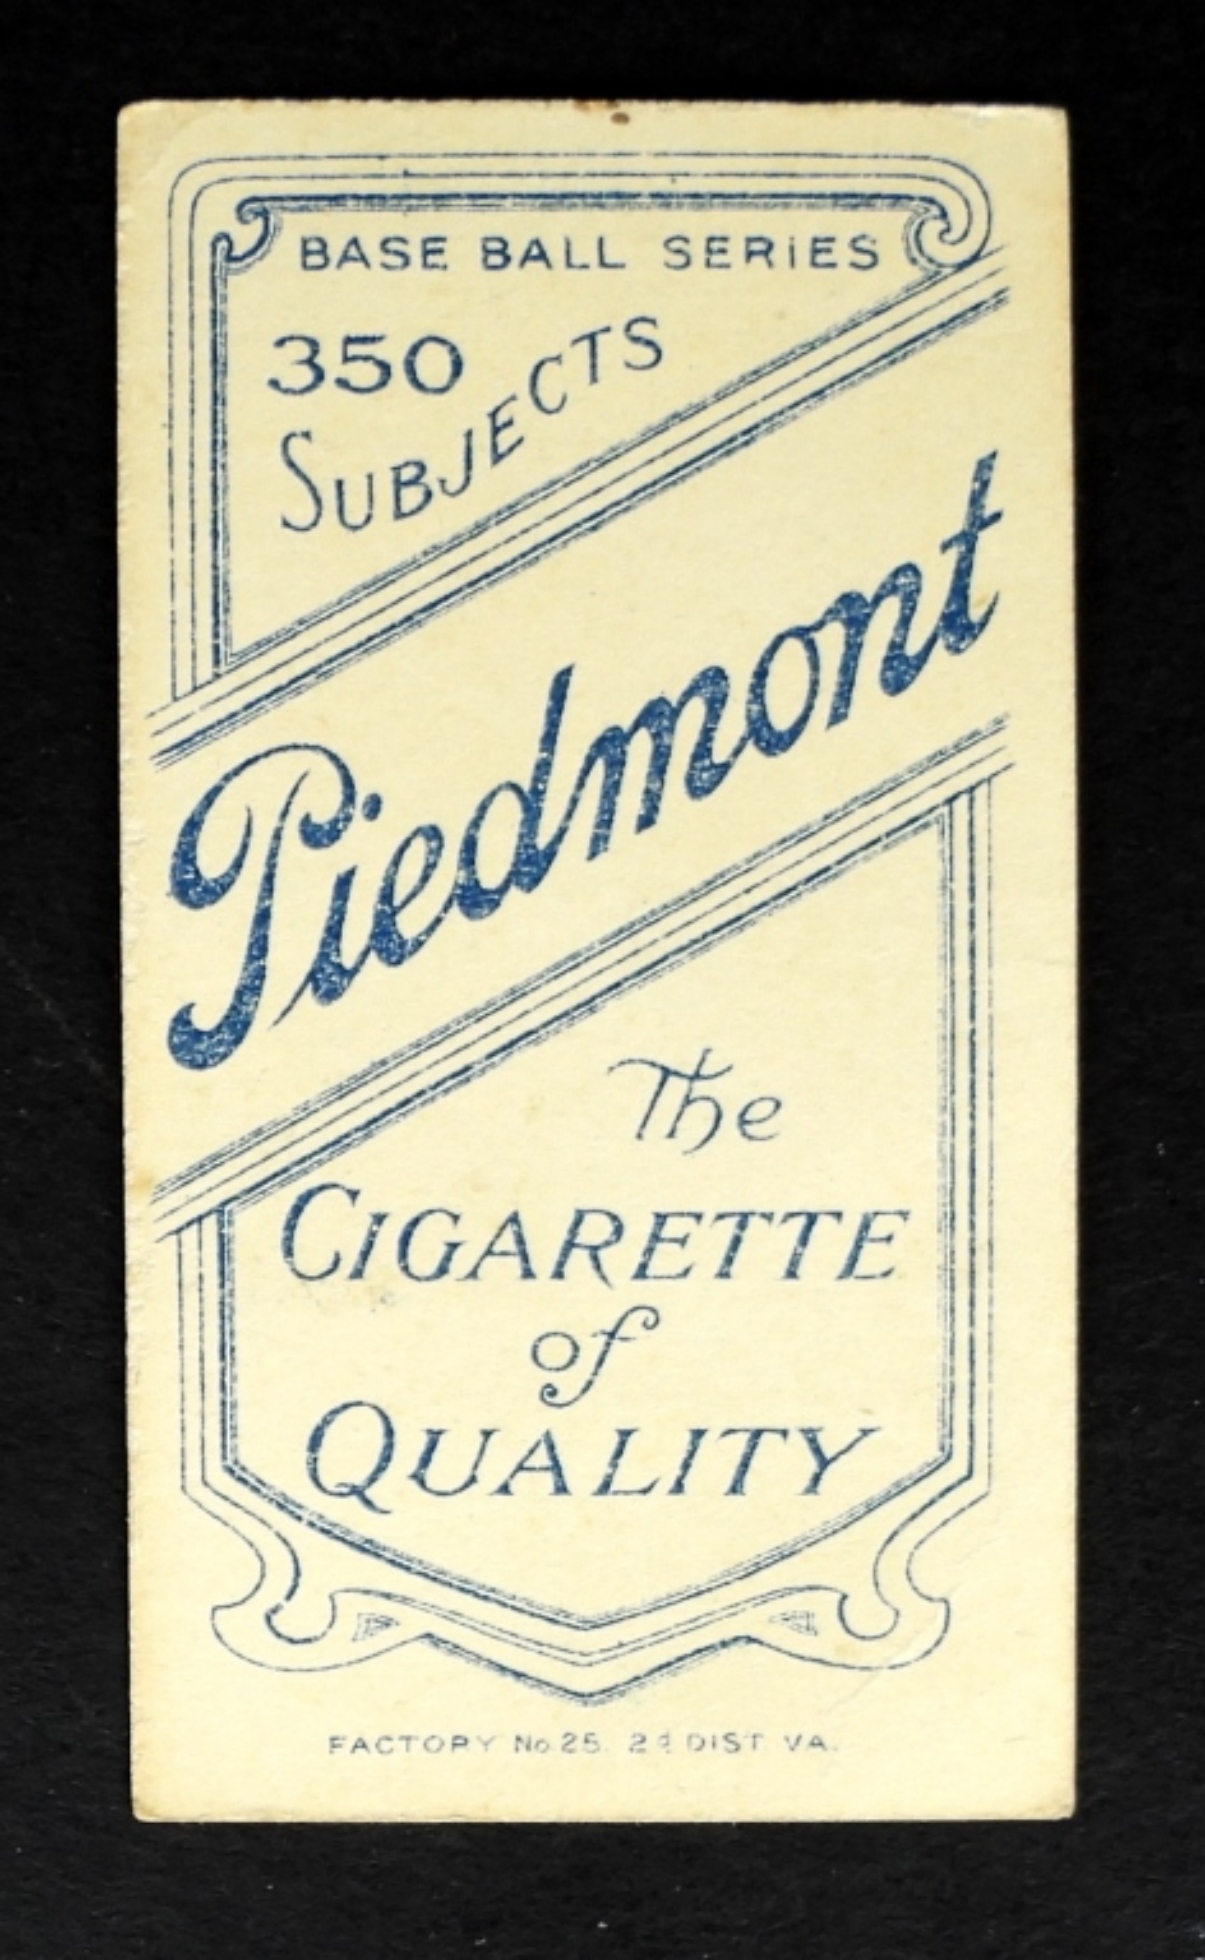 BASE BALL SERIES
350
SUBJECTS
Piedmont
The
CIGARETTE
of
QUALITY
FACTORY No. 25. 2d DIST VA.